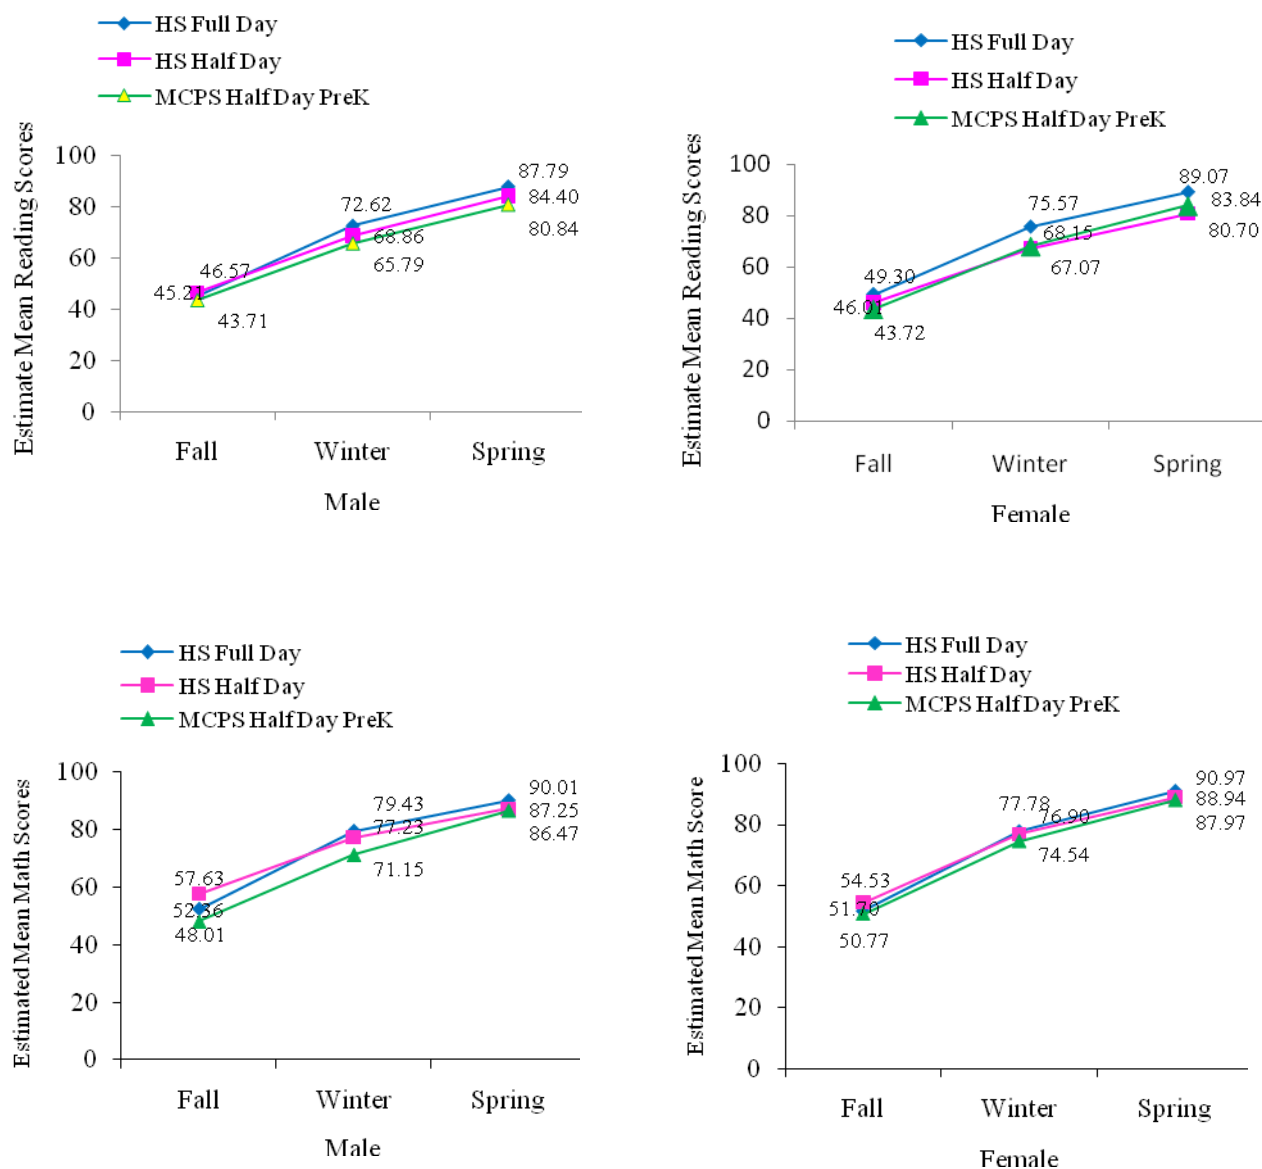 HS Full Day
HS Half Day
MCPS Half Day PreK
Estimate Mean Reading Scores
100
80
60
40
20
0
87.79
84.40
80.84
72.62
68.86
65.79
46.57
45.21
43.71
Fall Winter Spring
Male
HS Full Day
HS Half Day
MCPS Half Day PreK
Estimate Mean Reading Scores
100
80
60
40
20
0
89.07
83.84
80.70
75.57
68.15
67.07
49.30
46.01
43.72
Fall Winter Spring
Female
HS Full Day
HS Half Day
MCPS Half Day PreK
Estimated Mean Math Scores
100
80
60
40
20
0
90.01
87.25
86.47
79.43
77.23
71.15
57.63
52.36
48.01
Fall Winter Spring
Male
HS Full Day
HS Half Day
MCPS Half Day PreK
Estimated Mean Math Score
100
80
60
40
20
0
90.97
88.94
87.97
77.78
76.90
74.54
54.53
51.70
50.77
Fall Winter Spring
Female